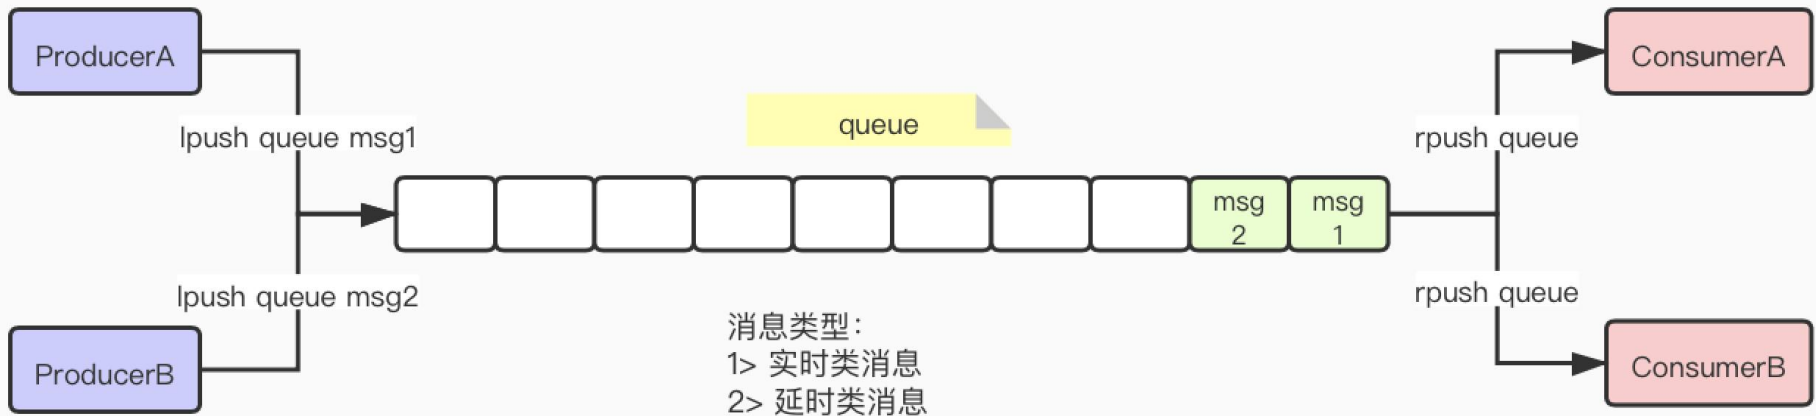 ProducerA
ConsumerA
queue
lpush queue msg1
rpush queue
msg
2
msg
1
lpush queue msg2
rpush queue
消息类型：
1> 实时类消息
2> 延时类消息
ProducerB
ConsumerB